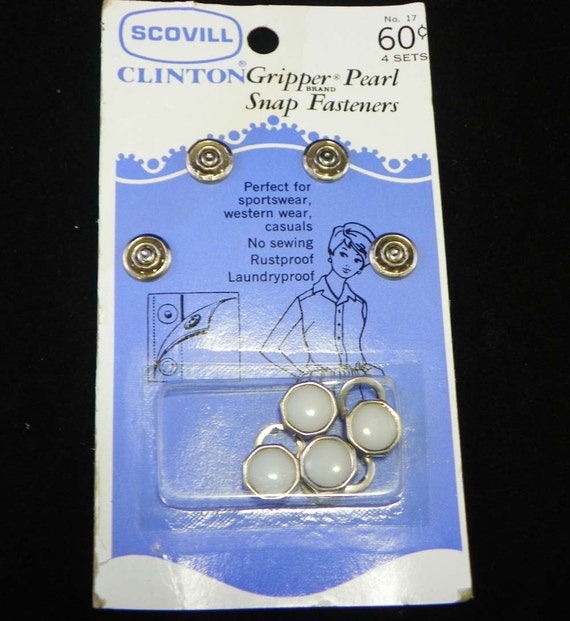 SCOVILL
No. 17
60¢
4 SETS
CLINTON® Gripper® Pearl
BRAND
Snap Fasteners
Perfect for
sportswear,
western wear,
casuals
No sewing
Rustproof
Laundryproof